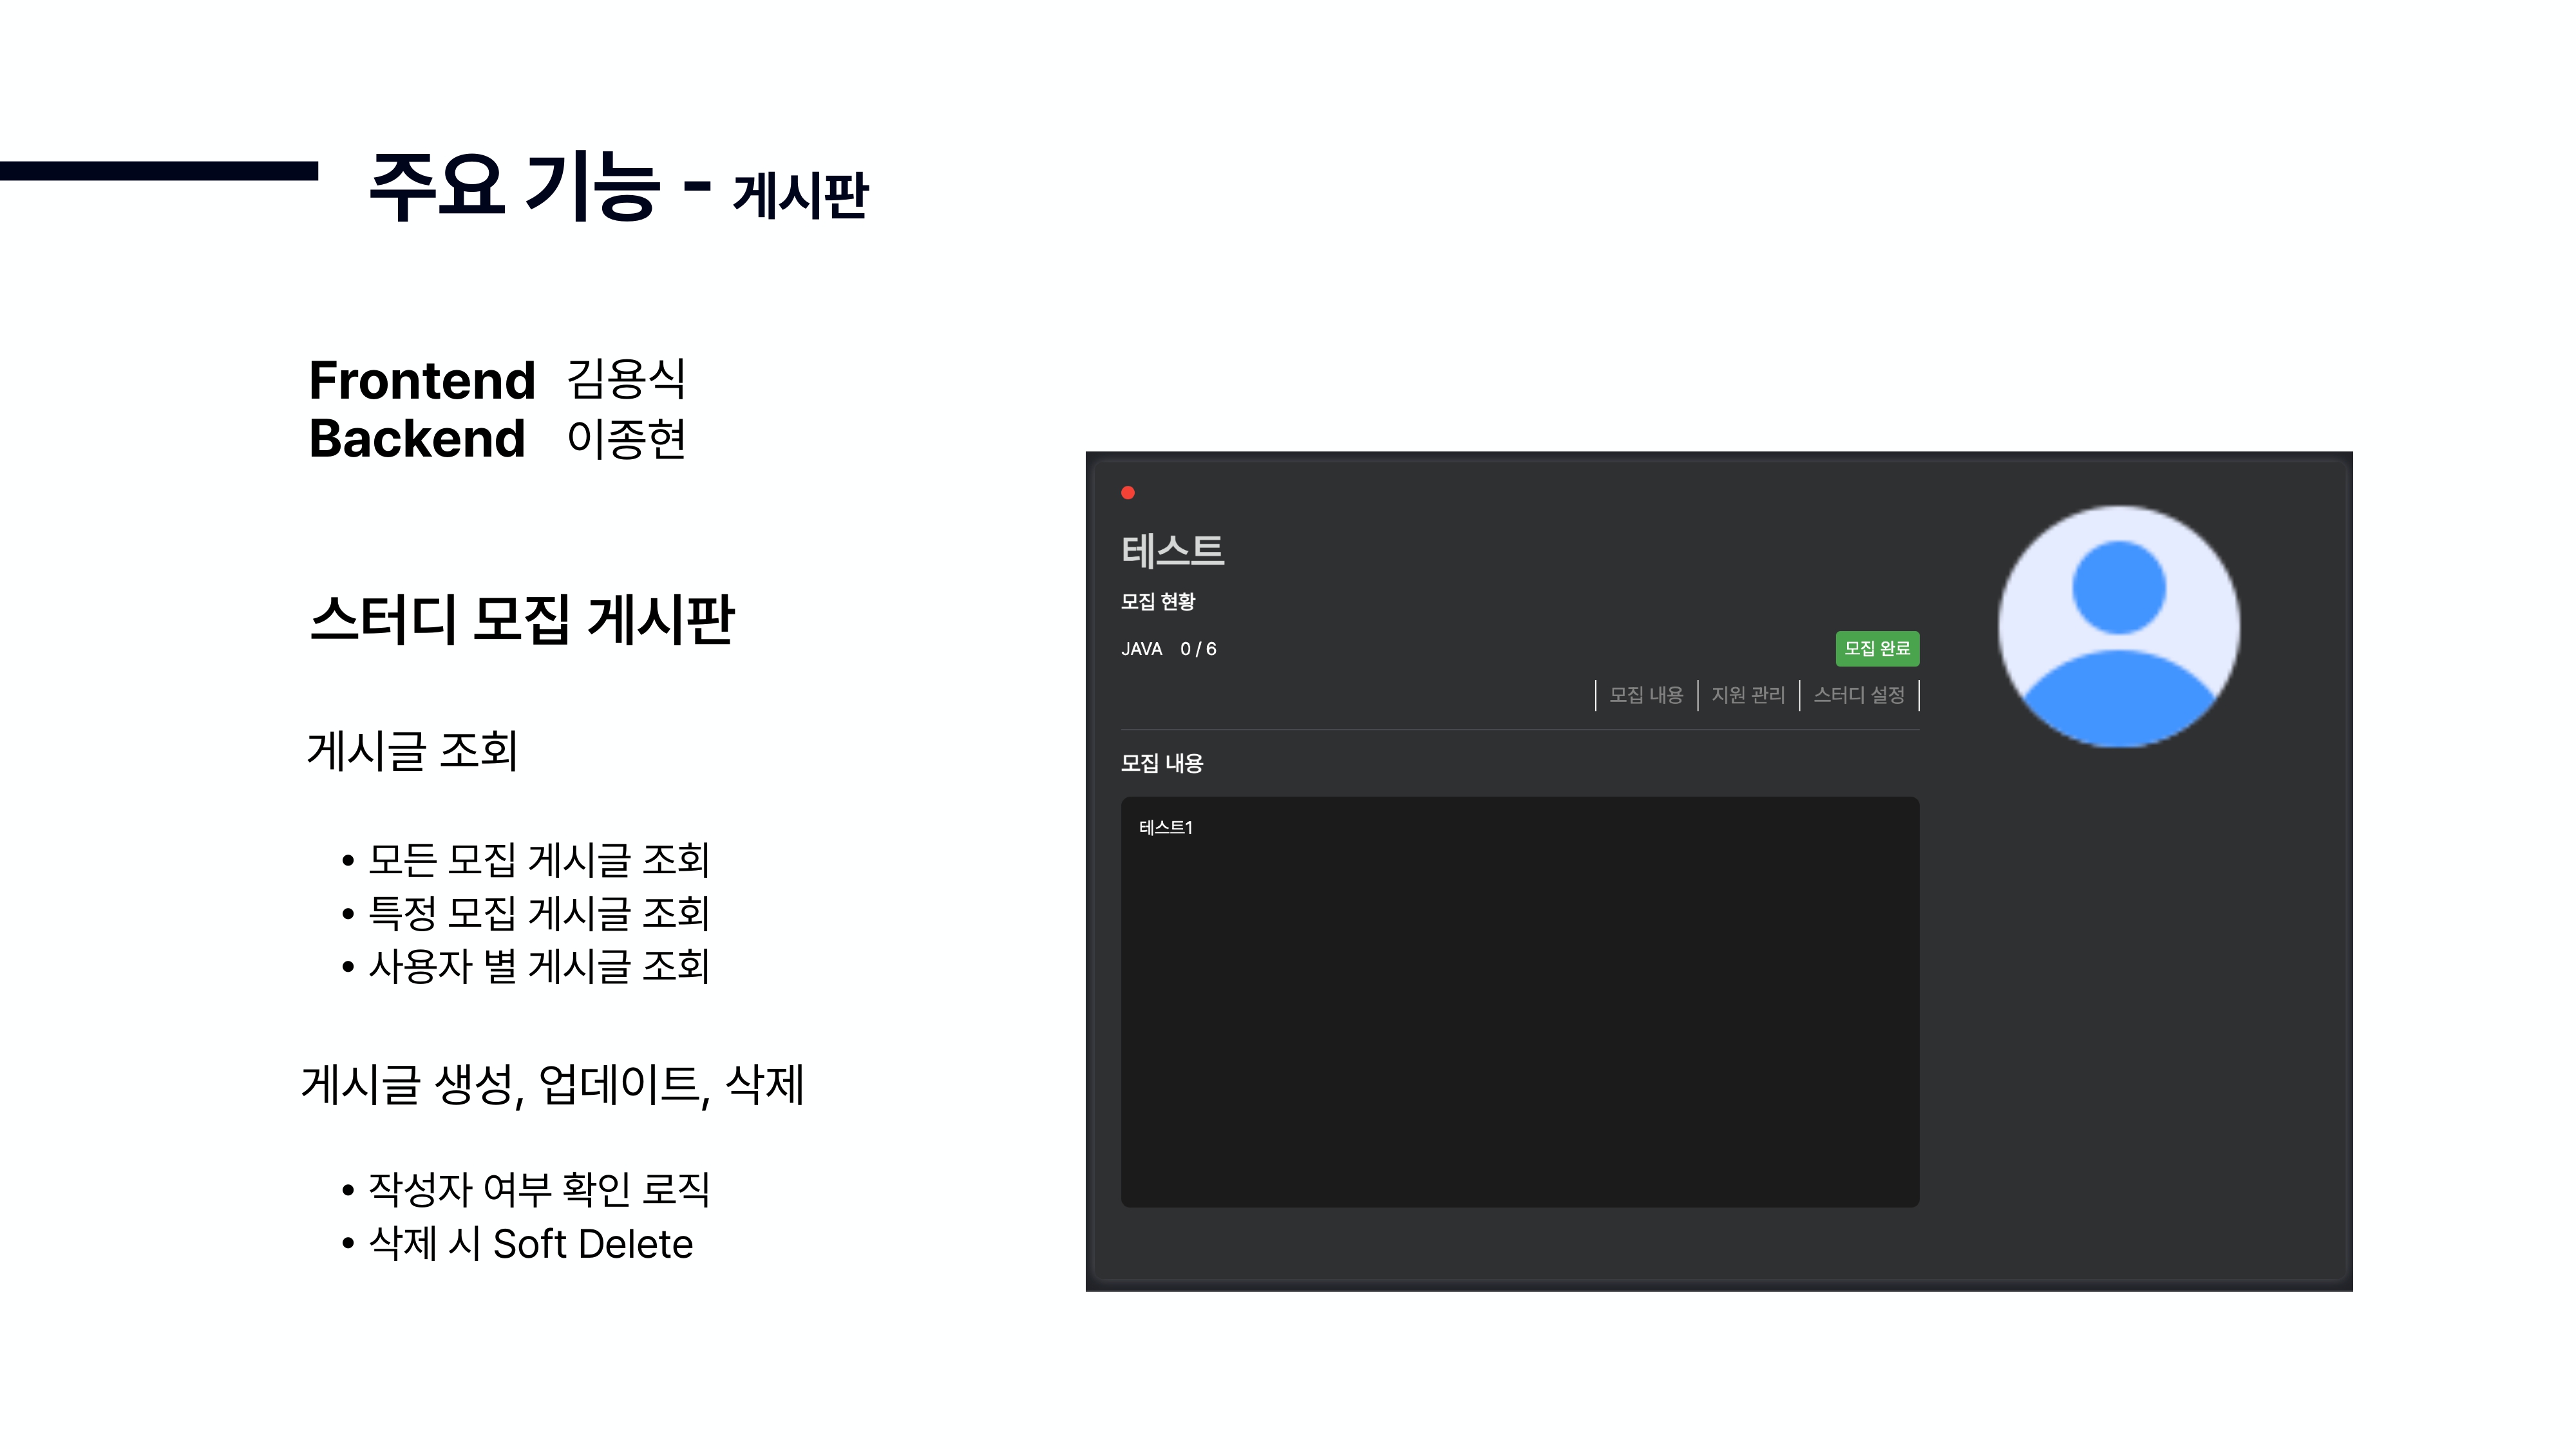 주요 기능 - 게시판
Frontend 김용식
Backend 이종현
스터디 모집 게시판
게시글 조회
• 모든 모집 게시글 조회
• 특정 모집 게시글 조회
• 사용자 별 게시글 조회
게시글 생성, 업데이트, 삭제
• 작성자 여부 확인 로직
• 삭제 시 Soft Delete
테스트
모집 현황
JAVA 0 / 6 모집 완료
모집 내용 지원 관리 스터디 설정
모집 내용
테스트1